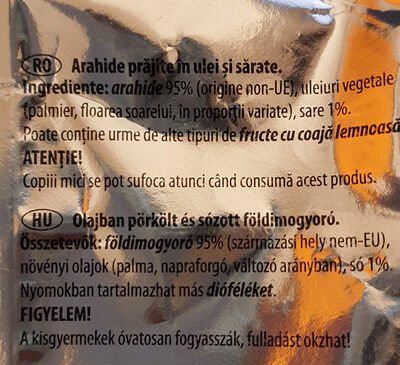 RO Arahide prăjite în ulei și sărate.
Ingrediente: arahide 95% (origine non-UE), uleiuri vegetale
(palmier, floarea soarelui, în proporții variate), sare 1%.
Poate conține urme de alte tipuri de fructe cu coajă lemnoasă
ATENȚIE!
Copiii mici se pot sufoca atunci când consumă acest produs.
HU Olajban pörkölt és sózott földimogyoró.
Összetevők: földimogyoró 95% (származási hely nem-EU),
növényi olajok (palma, napraforgó, változó arányban), só 1%.
Nyomokban tartalmazhat más dióféléket.
FIGYELEM!
A kisgyermekek óvatosan fogyasszák, fulladást okzhat!